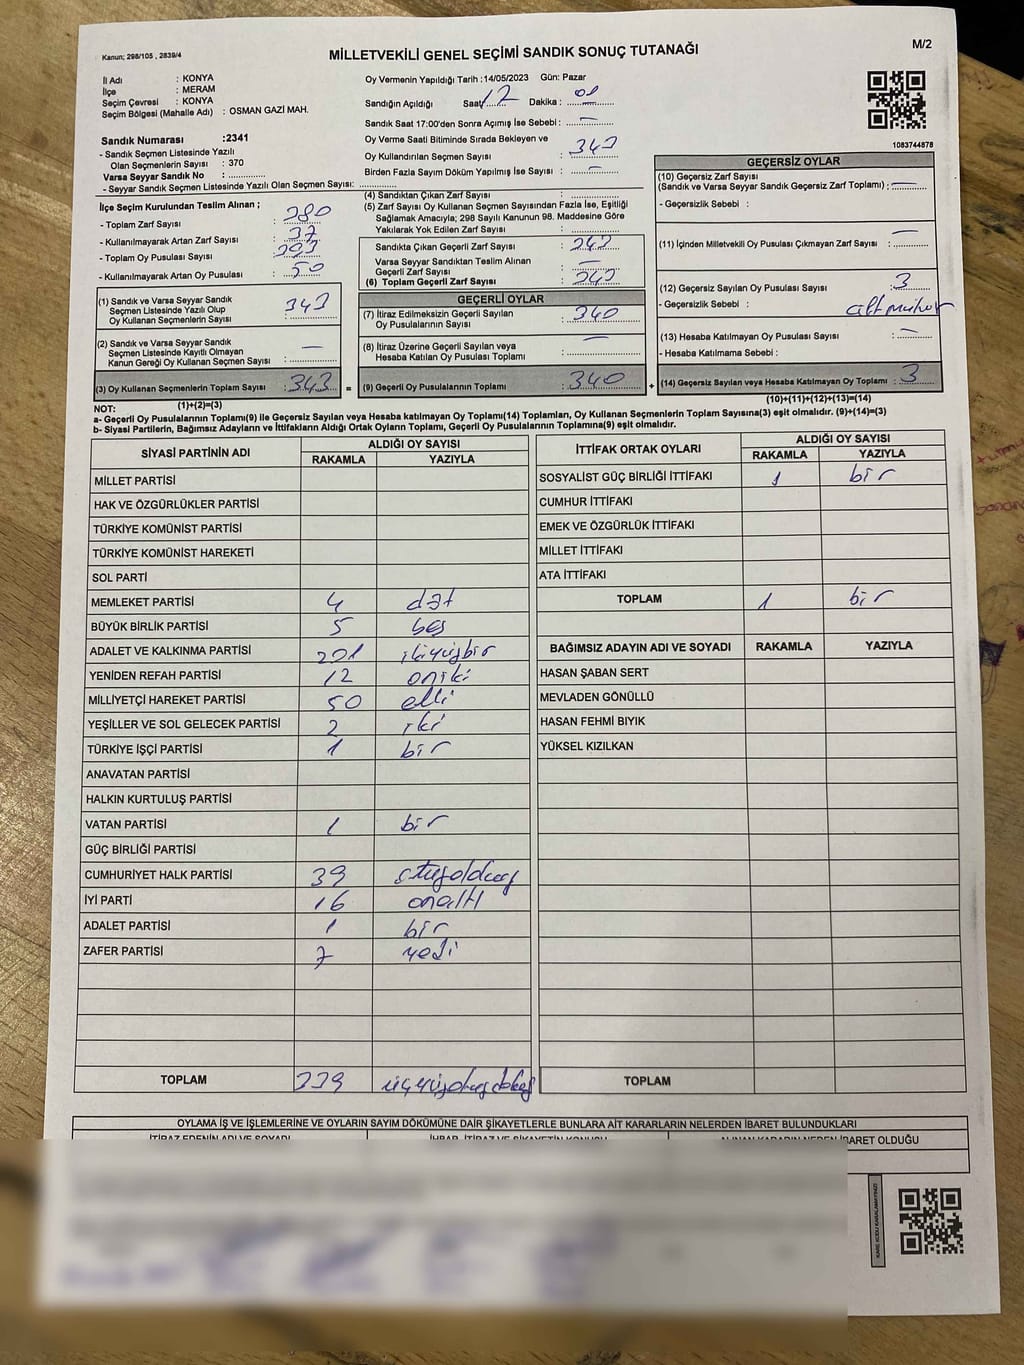 Kanun; 298/105 , 2839/4
MİLLETVEKİLİ GENEL SEÇİMİ SANDIK SONUÇ TUTANAĞI
M/2
İl Adı : KONYA
İlçe : MERAM
Seçim Çevresi : KONYA
Seçim Bölgesi (Mahalle Adı) : OSMAN GAZİ MAH.
Sandık Numarası :2341
- Sandık Seçmen Listesinde Yazılı
Olan Seçmenlerin Sayısı : 370
Varsa Seyyar Sandık No : ..............
- Seyyar Sandık Seçmen Listesinde Yazılı Olan Seçmen Sayısı: ..............
Oy Vermenin Yapıldığı Tarih :14/05/2023 Gün: Pazar
Sandığın Açıldığı Saat: 17 Dakika : 01
Sandık Saat 17:00'den Sonra Açımış İse Sebebi : —
Oy Verme Saati Bitiminde Sırada Bekleyen ve
Oy Kullandırılan Seçmen Sayısı : 343
Birden Fazla Sayım Döküm Yapılmış İse Sayısı : —
1083744878
İlçe Seçim Kurulundan Teslim Alınan ;
- Toplam Zarf Sayısı : 380
- Kullanılmayarak Artan Zarf Sayısı : 37
- Toplam Oy Pusulası Sayısı : 393
- Kullanılmayarak Artan Oy Pusulası : 50
(1) Sandık ve Varsa Seyyar Sandık
Seçmen Listesinde Yazılı Olup
Oy Kullanan Seçmenlerin Sayısı : 343
(2) Sandık ve Varsa Seyyar Sandık
Seçmen Listesinde Kayıtlı Olmayan
Kanun Gereği Oy Kullanan Seçmen Sayısı : —
(3) Oy Kullanan Seçmenlerin Toplam Sayısı : 343 =
(1)+(2)=(3)
(4) Sandıktan Çıkan Zarf Sayısı :
(5) Zarf Sayısı Oy Kullanan Seçmen Sayısından Fazla İse, Eşitliği
Sağlamak Amacıyla; 298 Sayılı Kanunun 98. Maddesine Göre
Yakılarak Yok Edilen Zarf Sayısı :
Sandıkta Çıkan Geçerli Zarf Sayısı : 343
Varsa Seyyar Sandıktan Teslim Alınan
Geçerli Zarf Sayısı : —
(6) Toplam Geçerli Zarf Sayısı : 343
GEÇERLİ OYLAR
(7) İtiraz Edilmeksizin Geçerli Sayılan
Oy Pusulalarının Sayısı : 340
(8) İtiraz Üzerine Geçerli Sayılan veya
Hesaba Katılan Oy Pusulası Toplamı : —
(9) Geçerli Oy Pusulalarının Toplamı : 340 +
GEÇERSİZ OYLAR
(10) Geçersiz Zarf Sayısı
(Sandık ve Varsa Seyyar Sandık Geçersiz Zarf Toplamı) : —
- Geçersizlik Sebebi :
(11) İçinden Milletvekili Oy Pusulası Çıkmayan Zarf Sayısı : —
(12) Geçersiz Sayılan Oy Pusulası Sayısı : 3
- Geçersizlik Sebebi : çift mühür
(13) Hesaba Katılmayan Oy Pusulası Sayısı : —
- Hesaba Katılmama Sebebi :
(14) Geçersiz Sayılan veya Hesaba Katılmayan Oy Pusulası Toplamı : 3
(10)+(11)+(12)+(13)=(14)
NOT:
a- Geçerli Oy Pusulalarının Toplamı(9) ile Geçersiz Sayılan veya Hesaba katılmayan Oy Toplamı(14) Toplamları, Oy Kullanan Seçmenlerin Toplam Sayısına(3) eşit olmalıdır. (9)+(14)=(3)
b- Siyasi Partilerin, Bağımsız Adayların ve İttifakların Aldığı Ortak Oyların Toplamı, Geçerli Oy Pusulalarının Toplamına(9) eşit olmalıdır.
SİYASİ PARTİNİN ADI ALDIĞI OY SAYISI
RAKAMLA YAZIYLA
MİLLET PARTİSİ
HAK VE ÖZGÜRLÜKLER PARTİSİ
TÜRKİYE KOMÜNİST PARTİSİ
TÜRKİYE KOMÜNİST HAREKETİ
SOL PARTİ
MEMLEKET PARTİSİ 4 dört
BÜYÜK BİRLİK PARTİSİ 5 beş
ADALET VE KALKINMA PARTİSİ 201 ikiyüzbir
YENİDEN REFAH PARTİSİ 12 oniki
MİLLİYETÇİ HAREKET PARTİSİ 50 elli
YEŞİLLER VE SOL GELECEK PARTİSİ 2 iki
TÜRKİYE İŞÇİ PARTİSİ 1 bir
ANAVATAN PARTİSİ
HALKIN KURTULUŞ PARTİSİ
VATAN PARTİSİ 1 bir
GÜÇ BİRLİĞİ PARTİSİ
CUMHURİYET HALK PARTİSİ 39 otuzdokuz
İYİ PARTİ 16 onaltı
ADALET PARTİSİ 1 bir
ZAFER PARTİSİ 7 yedi
TOPLAM 339 üçyüzotuzdokuz
İTTİFAK ORTAK OYLARI ALDIĞI OY SAYISI
RAKAMLA YAZIYLA
SOSYALİST GÜÇ BİRLİĞİ İTTİFAKI 1 bir
CUMHUR İTTİFAKI
EMEK VE ÖZGÜRLÜK İTTİFAKI
MİLLET İTTİFAKI
ATA İTTİFAKI
TOPLAM 1 bir
BAĞIMSIZ ADAYIN ADI VE SOYADI RAKAMLA YAZIYLA
HASAN ŞABAN SERT
MEVLADEN GÖNÜLLÜ
HASAN FEHMİ BIYIK
YÜKSEL KIZILKAN
TOPLAM
OYLAMA İŞ VE İŞLEMLERİNE VE OYLARIN SAYIM DÖKÜMÜNE DAİR ŞİKAYETLERLE BUNLARA AİT KARARLARIN NELERDEN İBARET BULUNDUKLARI
İTİRAZ EDENİN ADI VE SOYADI İHBAR, İTİRAZ VE ŞİKAYETİN KONUSU ALINAN KARARIN NEDEN İBARET OLDUĞU
KARE KODU KARALAMAYINIZ!